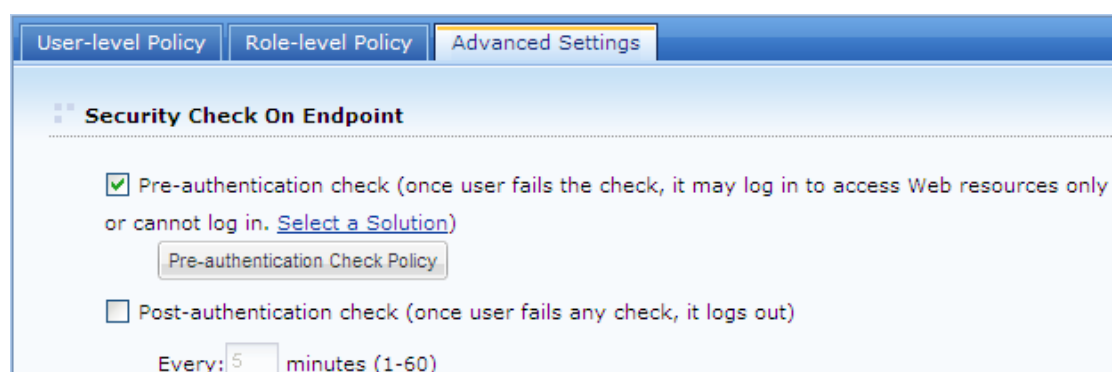 User-level Policy Role-level Policy Advanced Settings
Security Check On Endpoint
Pre-authentication check (once user fails the check, it may log in to access Web resources only
or cannot log in. Select a Solution)
Pre-authentication Check Policy
Post-authentication check (once user fails any check, it logs out)
Every: 5 minutes (1-60)